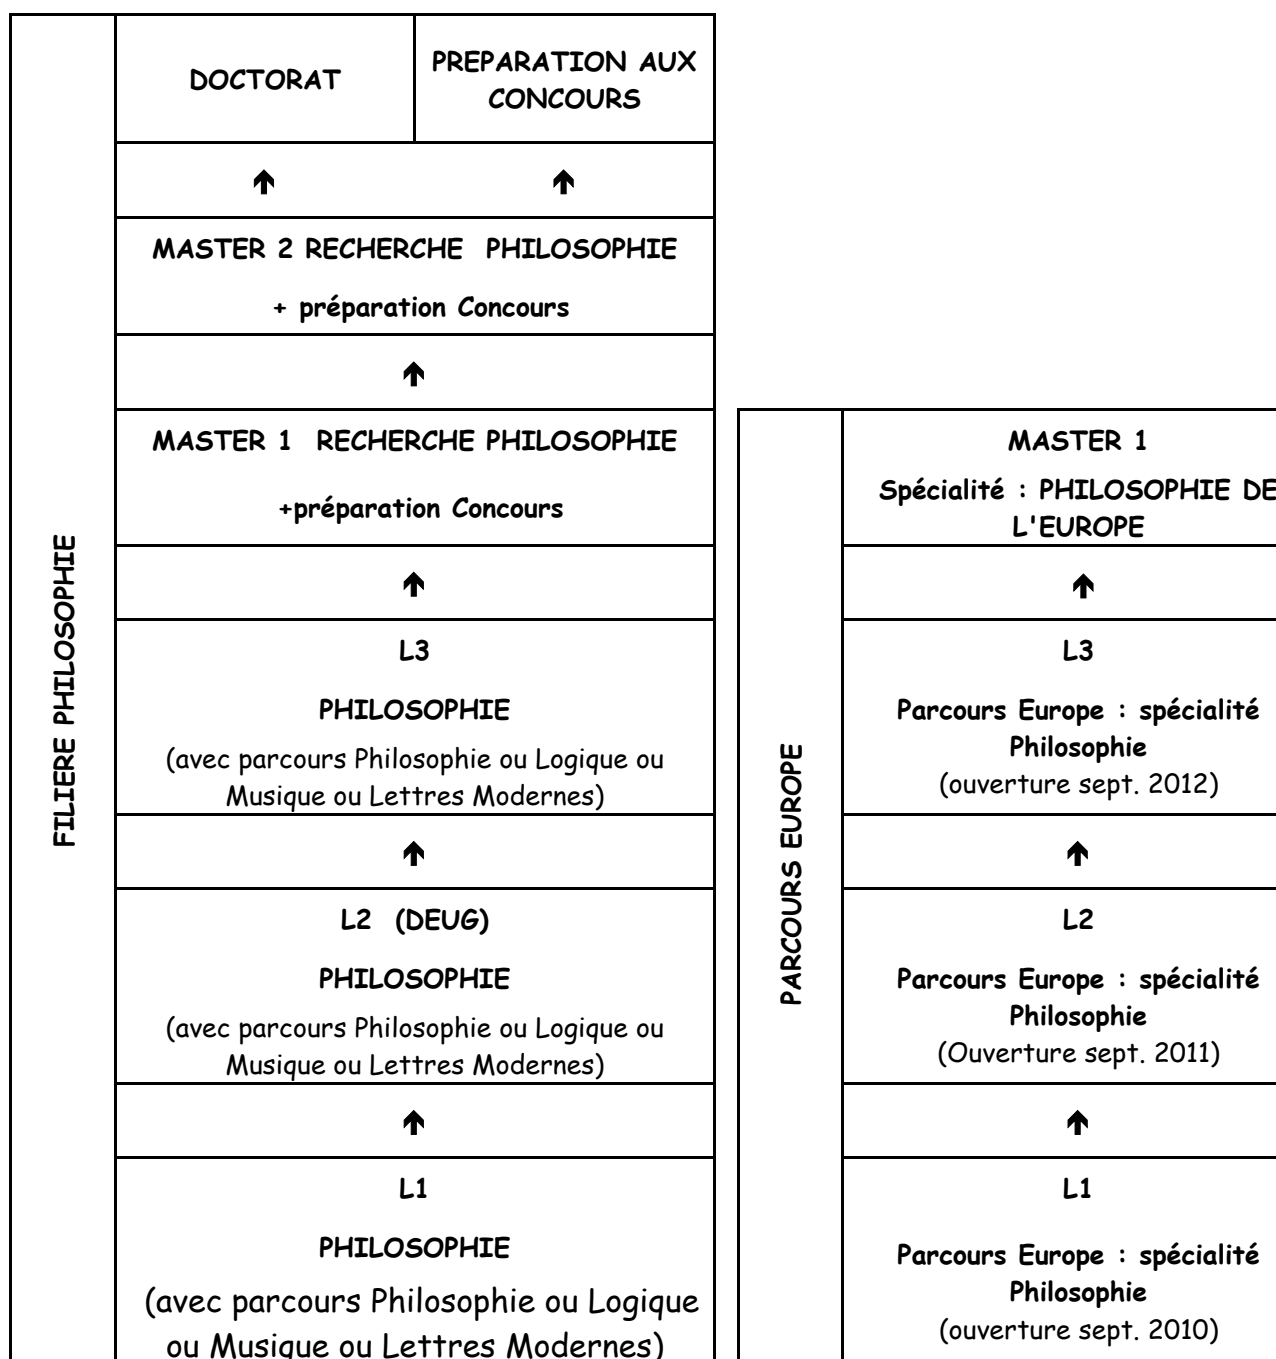 FILIERE PHILOSOPHIE
DOCTORAT
PREPARATION AUX
CONCOURS
MASTER 2 RECHERCHE PHILOSOPHIE
+ préparation Concours
MASTER 1 RECHERCHE PHILOSOPHIE
+préparation Concours
L3
PHILOSOPHIE
(avec parcours Philosophie ou Logique ou
Musique ou Lettres Modernes)
L2 (DEUG)
PHILOSOPHIE
(avec parcours Philosophie ou Logique ou
Musique ou Lettres Modernes)
L1
PHILOSOPHIE
(avec parcours Philosophie ou Logique
ou Musique ou Lettres Modernes)
PARCOURS EUROPE
MASTER 1
Spécialité : PHILOSOPHIE DE
L'EUROPE
L3
Parcours Europe : spécialité
Philosophie
(ouverture sept. 2012)
L2
Parcours Europe : spécialité
Philosophie
(Ouverture sept. 2011)
L1
Parcours Europe : spécialité
Philosophie
(ouverture sept. 2010)